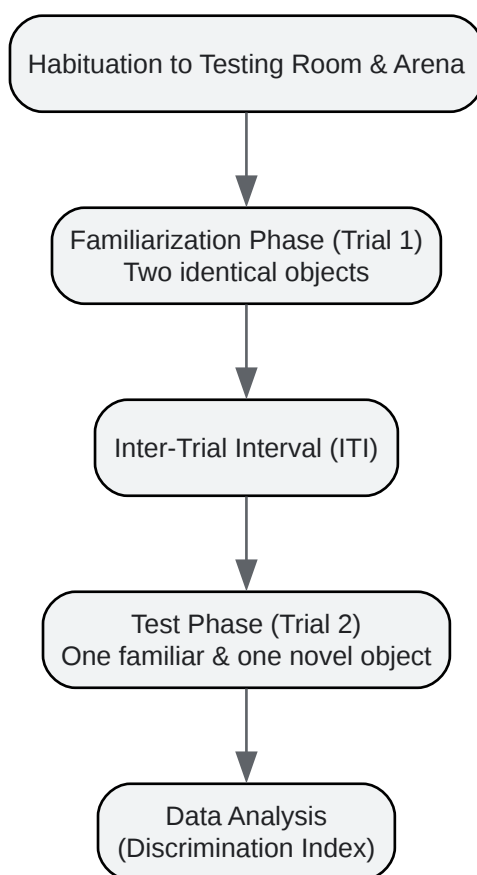 Habituation to Testing Room & Arena
Familiarization Phase (Trial 1)
Two identical objects
Inter-Trial Interval (ITI)
Test Phase (Trial 2)
One familiar & one novel object
Data Analysis
(Discrimination Index)